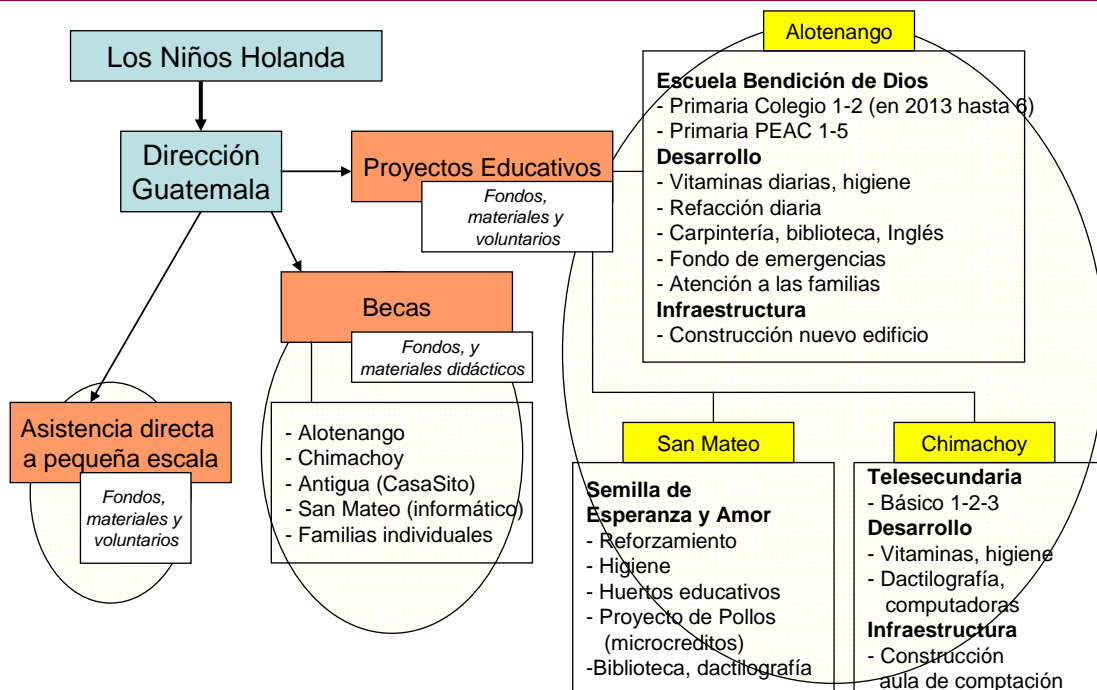 Los Niños Holanda
Dirección
Guatemala
Proyectos Educativos
Fondos,
materiales y
voluntarios
Becas
Fondos, y
materiales didácticos
- Alotenango
- Chimachoy
- Antigua (CasaSito)
- San Mateo (informático)
- Familias individuales
Asistencia directa
a pequeña escala
Fondos,
materiales y
voluntarios
Alotenango
Escuela Bendición de Dios
- Primaria Colegio 1-2 (en 2013 hasta 6)
- Primaria PEAC 1-5
Desarrollo
- Vitaminas diarias, higiene
- Refacción diaria
- Carpintería, biblioteca, Inglés
- Fondo de emergencias
- Atención a las familias
Infraestructura
- Construcción nuevo edificio
San Mateo
Semilla de
Esperanza y Amor
- Reforzamiento
- Higiene
- Huertos educativos
- Proyecto de Pollos
(microcreditos)
-Biblioteca, dactilografía
Chimachoy
Telesecundaria
- Básico 1-2-3
Desarrollo
- Vitaminas, higiene
- Dactilografía,
computadoras
Infraestructura
- Construcción
aula de comptación